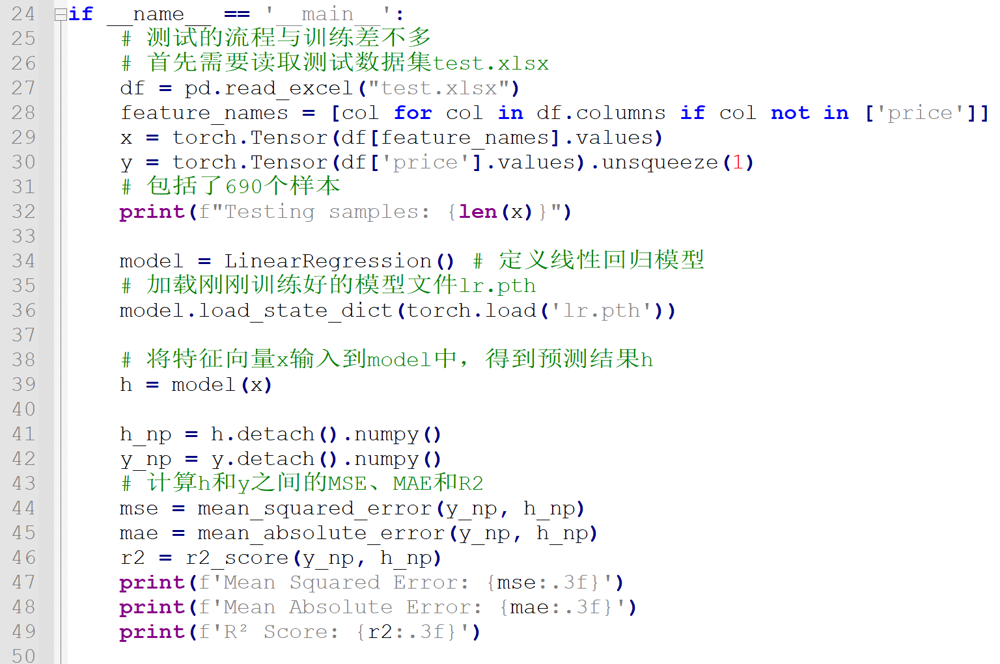 24 if __name__ == '__main__':
25 # 测试的流程与训练差不多
26 # 首先需要读取测试数据集test.xlsx
27 df = pd.read_excel("test.xlsx")
28 feature_names = [col for col in df.columns if col not in ['price']]
29 x = torch.Tensor(df[feature_names].values)
30 y = torch.Tensor(df['price'].values).unsqueeze(1)
31 # 包括了690个样本
32 print(f"Testing samples: {len(x)}")
33
34 model = LinearRegression() # 定义线性回归模型
35 # 加载刚刚训练好的模型文件lr.pth
36 model.load_state_dict(torch.load('lr.pth'))
37
38 # 将特征向量x输入到model中，得到预测结果h
39 h = model(x)
40
41 h_np = h.detach().numpy()
42 y_np = y.detach().numpy()
43 # 计算h和y之间的MSE、MAE和R2
44 mse = mean_squared_error(y_np, h_np)
45 mae = mean_absolute_error(y_np, h_np)
46 r2 = r2_score(y_np, h_np)
47 print(f'Mean Squared Error: {mse:.3f}')
48 print(f'Mean Absolute Error: {mae:.3f}')
49 print(f'R² Score: {r2:.3f}')
50